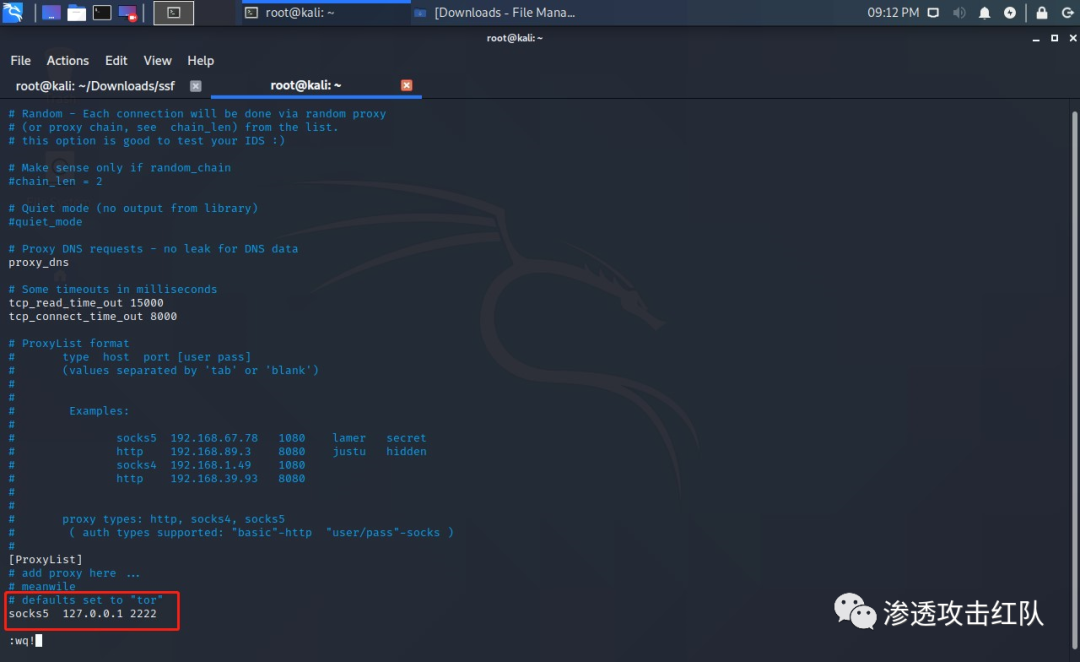 root@kali: ~
[Downloads - File Mana...
09:12 PM
root@kali: ~
File Actions Edit View Help
root@kali: ~/Downloads/ssf
root@kali: ~
# Random - Each connection will be done via random proxy
# (or proxy chain, see  chain_len) from the list.
# this option is good to test your IDS :)
# Make sense only if random_chain
#chain_len = 2
# Quiet mode (no output from library)
#quiet_mode
# Proxy DNS requests - no leak for DNS data
proxy_dns
# Some timeouts in milliseconds
tcp_read_time_out 15000
tcp_connect_time_out 8000
# ProxyList format
#       type  host  port [user pass]
#       (values separated by 'tab' or 'blank')
#
#
#        Examples:
#
#               socks5  192.168.67.78   1080    lamer   secret
#               http    192.168.89.3    8080    justu   hidden
#               socks4  192.168.1.49    1080
#               http    192.168.39.93   8080
#
#
#       proxy types: http, socks4, socks5
#        ( auth types supported: "basic"-http  "user/pass"-socks )
#
[ProxyList]
# add proxy here ...
# meanwile
# defaults set to "tor"
socks5  127.0.0.1 2222
:wq!
渗透攻击红队